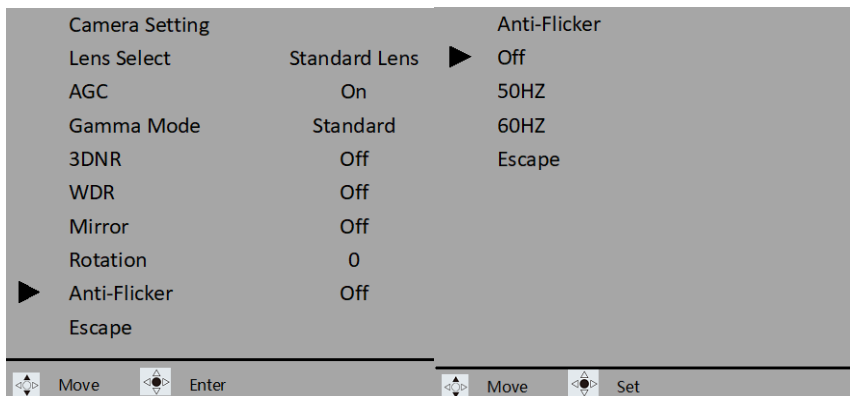 Camera Setting
Lens Select Standard Lens
AGC On
Gamma Mode Standard
3DNR Off
WDR Off
Mirror Off
Rotation 0
Anti-Flicker Off
Escape
Move Enter
Anti-Flicker
Off
50HZ
60HZ
Escape
Move Set